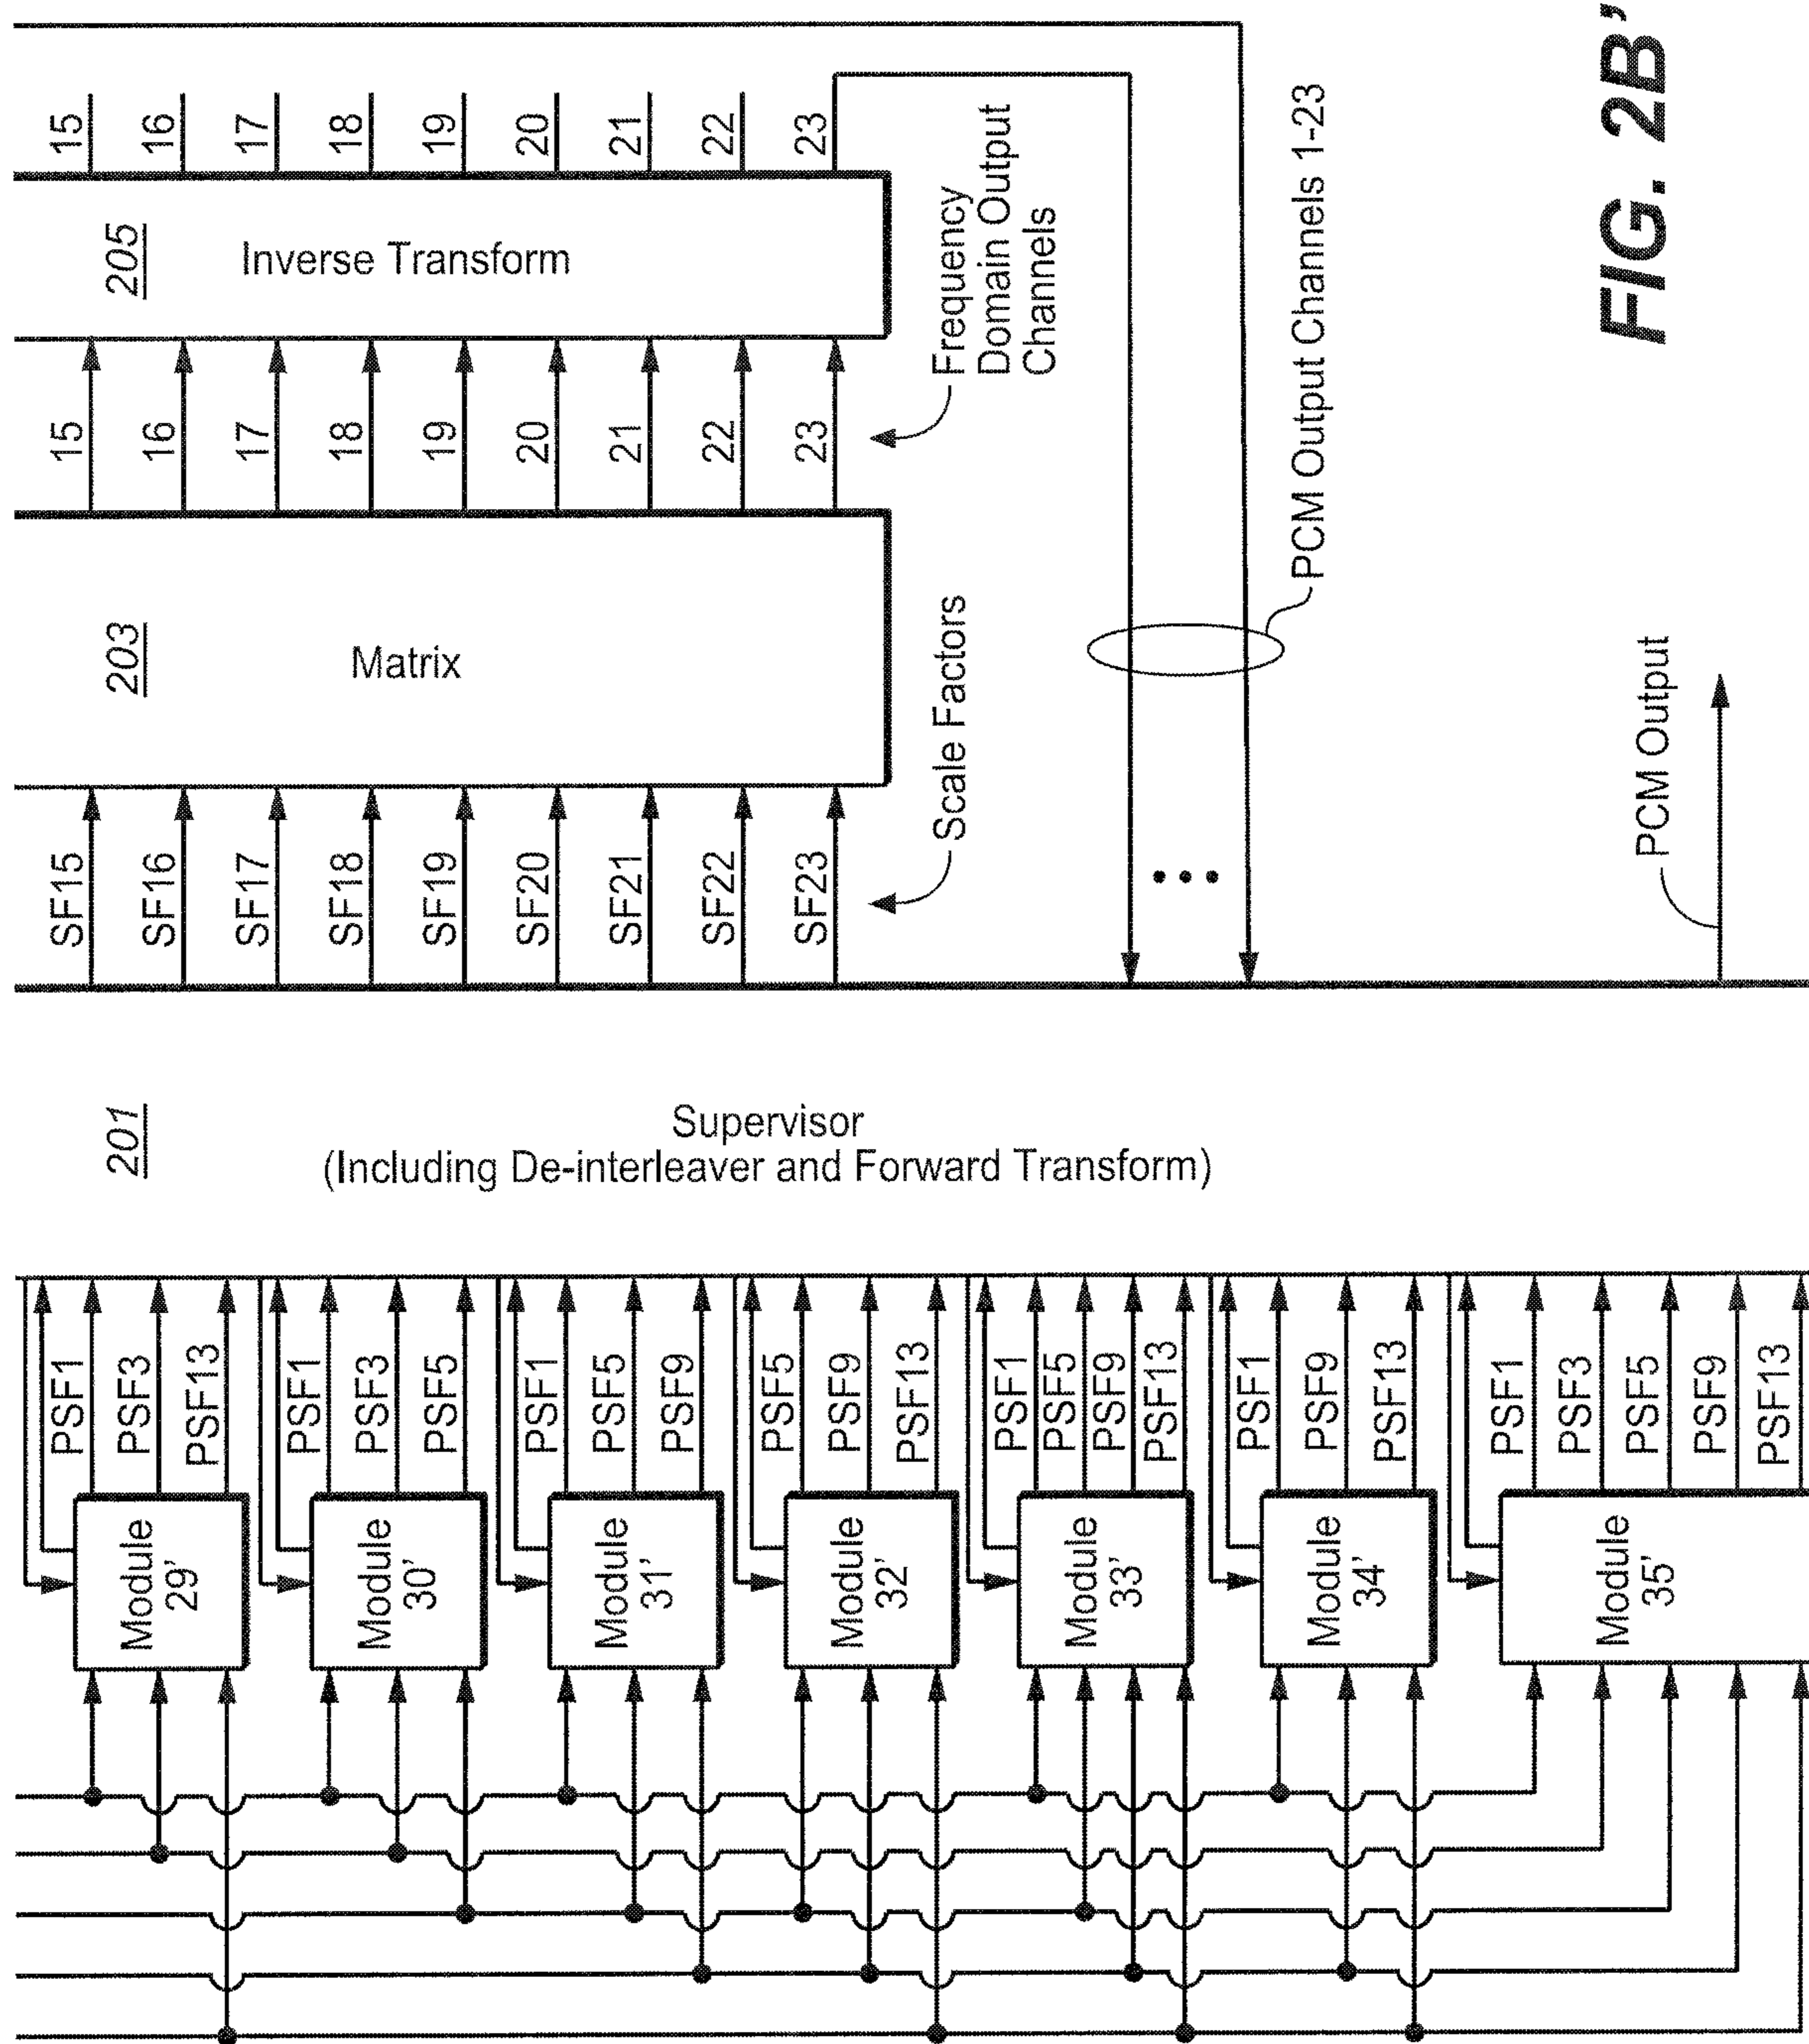 PSF1
PSF3
PSF13
Module
29’
PSF1
PSF3
PSF5
Module
30’
PSF1
PSF5
PSF9
Module
31’
PSF5
PSF9
PSF13
Module
32’
PSF1
PSF5
PSF9
PSF13
Module
33’
PSF1
PSF9
PSF13
Module
34’
PSF1
PSF3
PSF5
PSF9
PSF13
Module
35’
201
Supervisor
(Including De-interleaver and Forward Transform)
SF15
SF16
SF17
SF18
SF19
SF20
SF21
SF22
SF23
Scale Factors
203
Matrix
15
16
17
18
19
20
21
22
23
Frequency
Domain Output
Channels
205
Inverse Transform
15
16
17
18
19
20
21
22
23
PCM Output Channels 1-23
PCM Output
FIG. 2B’